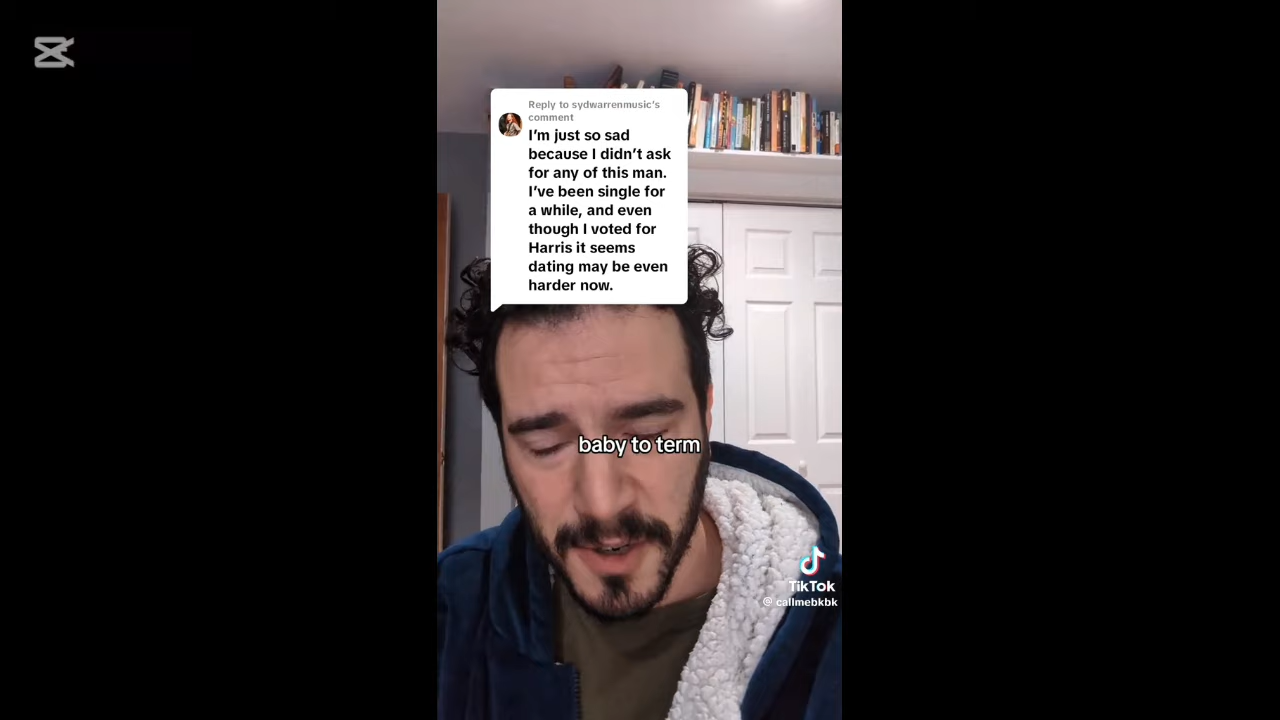 Reply to sydwarrenmusic's
comment
I'm just so sad
because I didn't ask
for any of this man.
I've been single for
a while, and even
though I voted for
Harris it seems
dating may be even
harder now.
baby to term
TikTok
@ callmebkbk